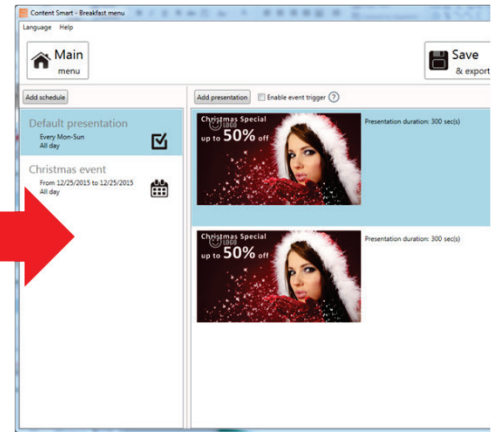 Content Smart - Breakfast menu
Language Help
Main
menu
Save
& export
Add schedule
Add presentation
Enable event trigger ?
Default presentation
Every Mon-Sun
All day
Christmas event
From 12/25/2015 to 12/25/2015
All day
Christmas Special
LOGO
up to 50% off
Presentation duration: 300 sec(s)
Christmas Special
LOGO
up to 50% off
Presentation duration: 300 sec(s)